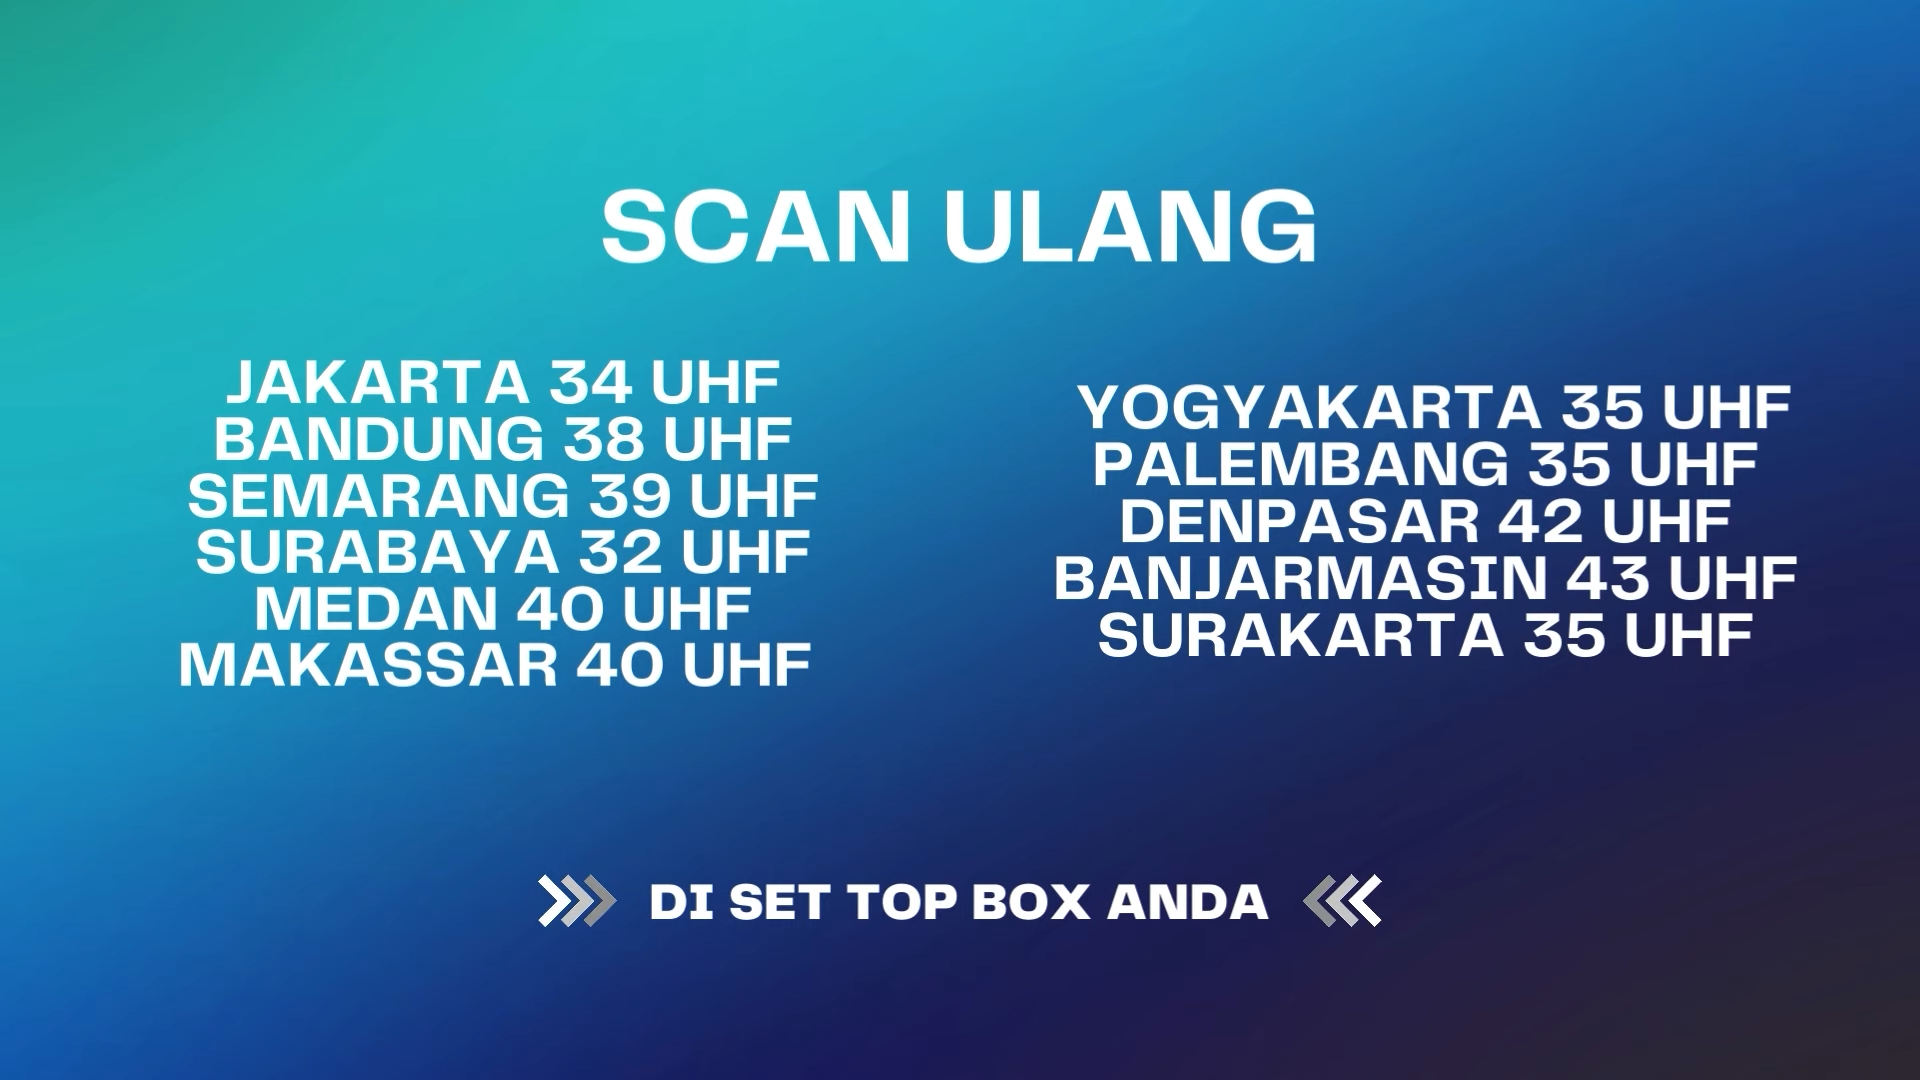 SCAN ULANG
JAKARTA 34 UHF
BANDUNG 38 UHF
SEMARANG 39 UHF
SURABAYA 32 UHF
MEDAN 40 UHF
MAKASSAR 40 UHF
YOGYAKARTA 35 UHF
PALEMBANG 35 UHF
DENPASAR 42 UHF
BANJARMASIN 43 UHF
SURAKARTA 35 UHF
DI SET TOP BOX ANDA